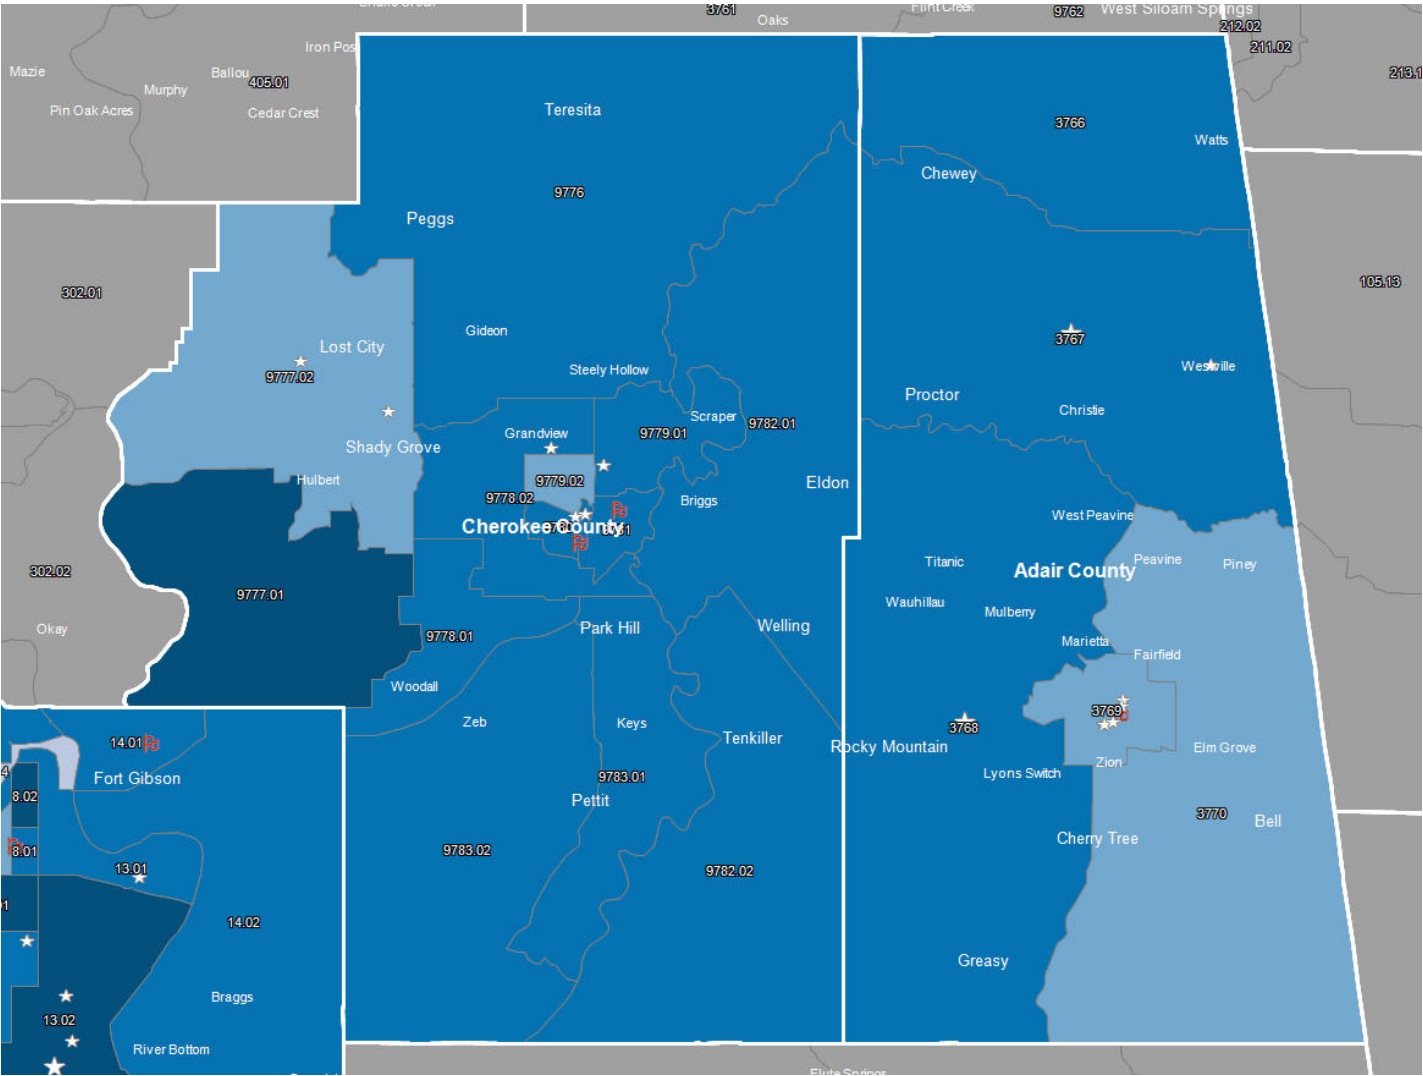 3761
Oaks
Flint Creek
9762
West Siloam Springs
212.02
211.02
213.1
Iron Pos
Mazie
Ballou
405.01
Murphy
Pin Oak Acres
Cedar Crest
Teresita
3766
Watts
Chewey
9776
Peggs
302.01
105.13
Gideon
3767
Lost City
9777.02
Steely Hollow
Westville
Proctor
Christie
Scraper
9782.01
Grandview
9779.01
Shady Grove
Hulbert
9779.02
Eldon
9778.02
Briggs
West Peavine
Cherokee County
Titanic
Adair County
Peavine
Piney
302.02
9777.01
Wauhillau
Mulberry
Okay
9778.01
Park Hill
Welling
Marietta
Fairfield
Woodall
Zeb
Keys
Tenkiller
3768
3769
Rocky Mountain
Elm Grove
14.01
Fort Gibson
Zion
Lyons Switch
9783.01
Pettit
4
8.02
3770
Bell
Cherry Tree
8.01
9783.02
13.01
9782.02
14.02
Greasy
Braggs
13.02
River Bottom
Flute Springs